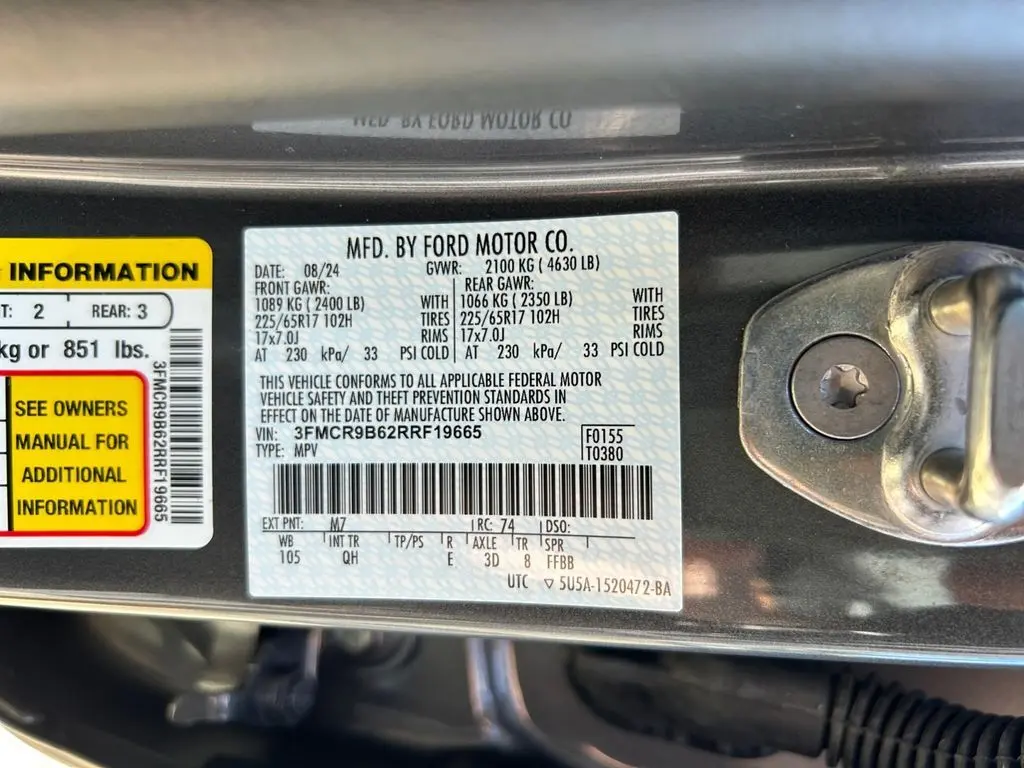 MFD. BY FORD MOTOR CO
INFORMATION
T: 2 REAR: 3
kg or 851 lbs.
SEE OWNERS
MANUAL FOR
ADDITIONAL
INFORMATION
3FMCR9B62RRF19665
MFD. BY FORD MOTOR CO.
DATE: 08/24 GVWR: 2100 KG ( 4630 LB)
FRONT GAWR: REAR GAWR:
1089 KG ( 2400 LB) WITH 1066 KG ( 2350 LB) WITH
225/65R17 102H TIRES 225/65R17 102H TIRES
17x7.0J RIMS 17x7.0J RIMS
AT 230 kPa/ 33 PSI COLD AT 230 kPa/ 33 PSI COLD
THIS VEHICLE CONFORMS TO ALL APPLICABLE FEDERAL MOTOR
VEHICLE SAFETY AND THEFT PREVENTION STANDARDS IN
EFFECT ON THE DATE OF MANUFACTURE SHOWN ABOVE.
VIN: 3FMCR9B62RRF19665 F0155
TYPE: MPV T0380
EXT PNT: M7 RC: 74 DSO:
WB INT TR TP/PS R AXLE TR SPR
105 QH E 3D 8 FFBB
UTC ▽ 5U5A-1520472-BA